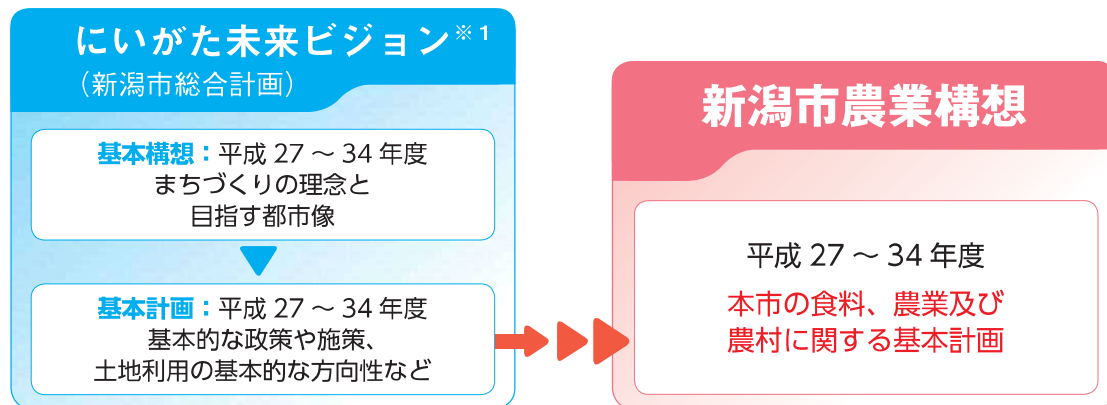 にいがた未来ビジョン※1
（新潟市総合計画）
基本構想：平成 27 ～ 34 年度
まちづくりの理念と
目指す都市像
基本計画：平成 27 ～ 34 年度
基本的な政策や施策、
土地利用の基本的な方向性など
新潟市農業構想
平成 27 ～ 34 年度
本市の食料、農業及び
農村に関する基本計画